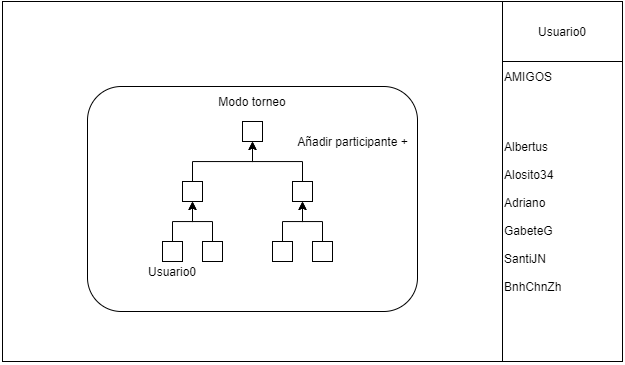 Modo torneo
Añadir participante +
Usuario0
Usuario0
AMIGOS
Albertus
Alosito34
Adriano
GabeteG
SantiJN
BnhChnZh